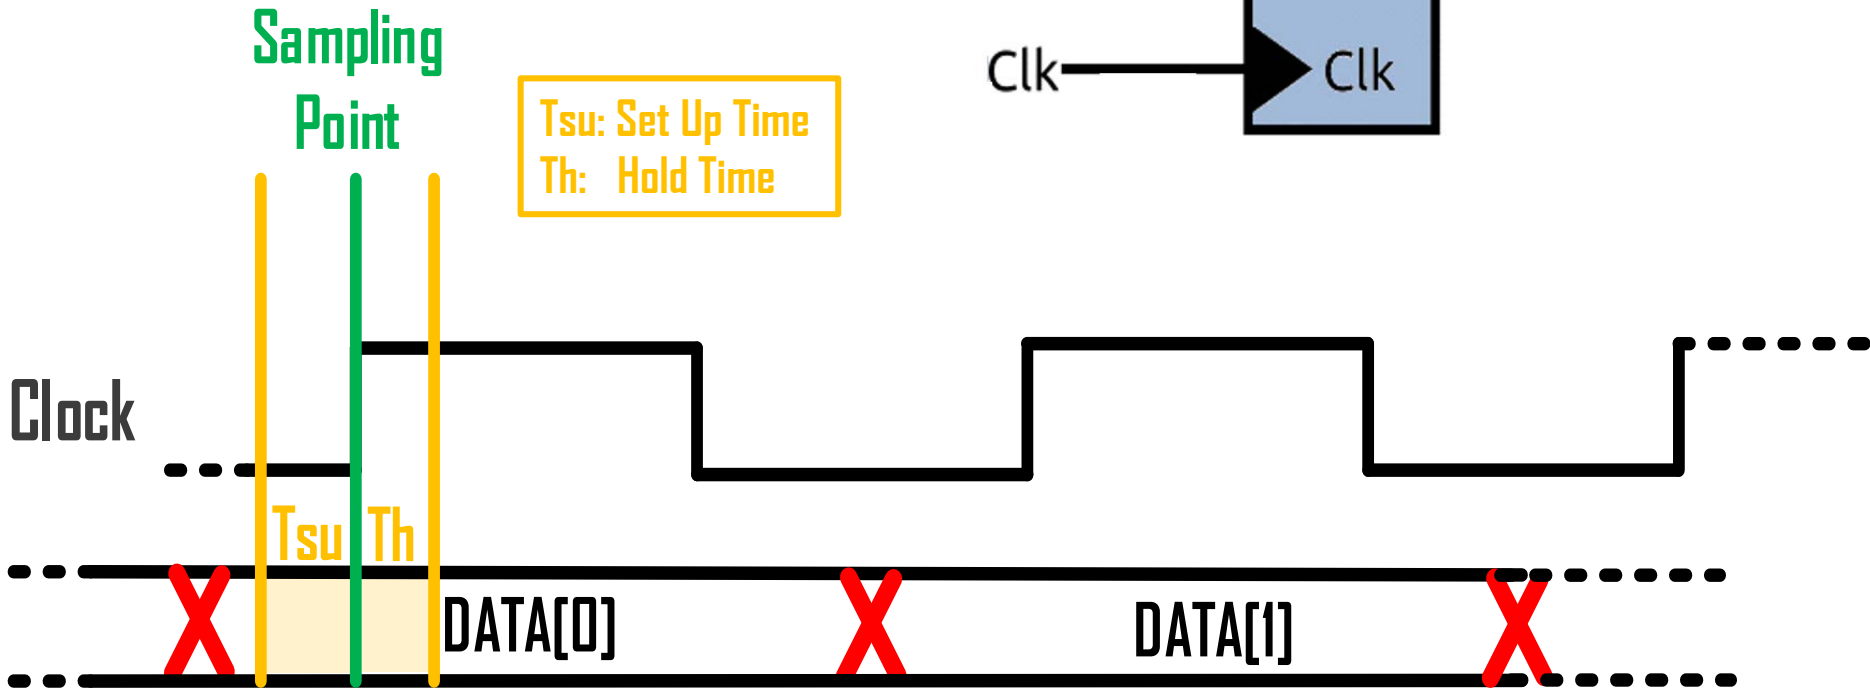 Sampling
Point
Tsu: Set Up Time
Th: Hold Time
Clk
Clk
Clock
Tsu
Th
DATA[0]
DATA[1]